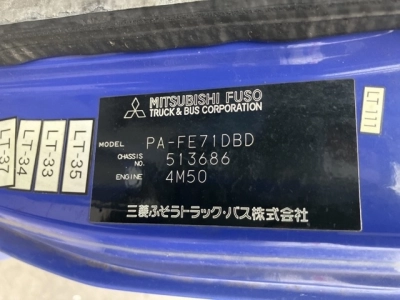 MITSUBISHI FUSO
TRUCK & BUS CORPORATION
MODEL PA-FE71DBD
CHASSIS NO. 513686
ENGINE 4M50
三菱ふそうトラック・バス株式会社
LT-37
LT-34
LT-33
LT-35
LT111